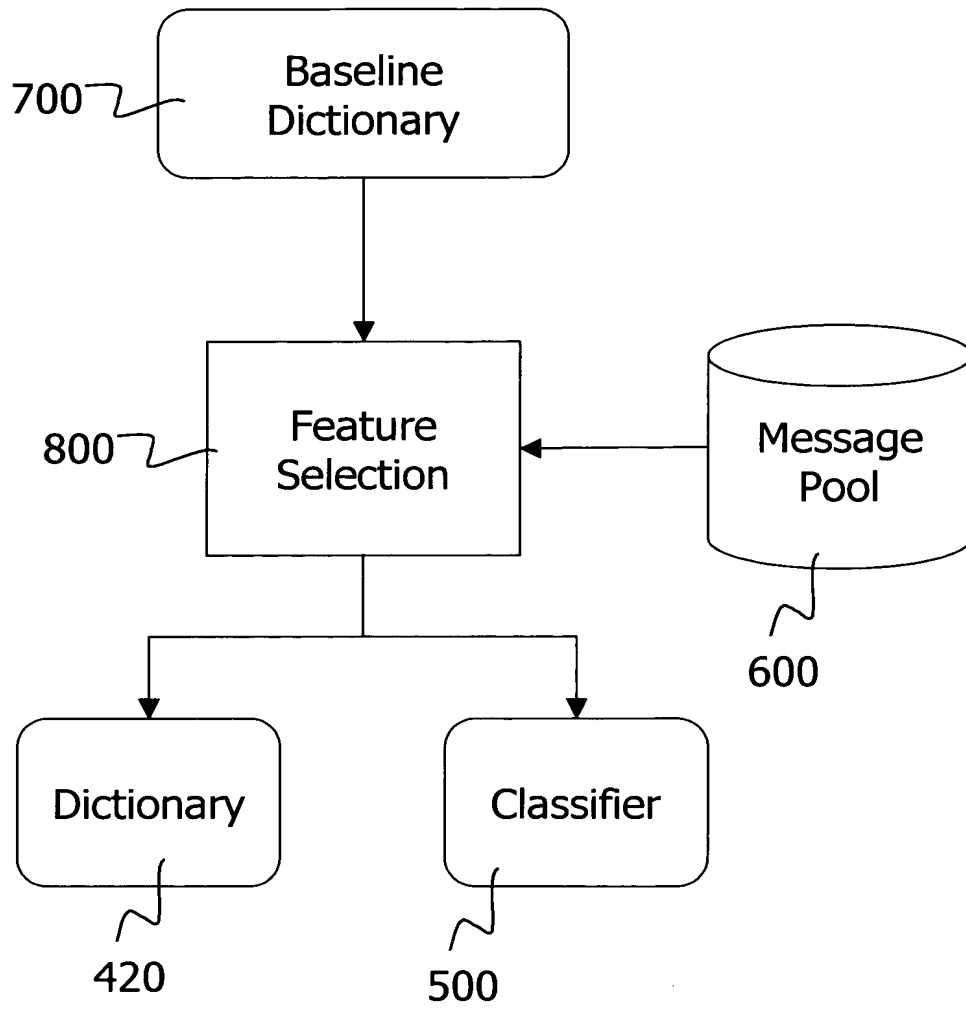 700
Baseline
Dictionary
800
Feature
Selection
Message
Pool
600
Dictionary
Classifier
420
500